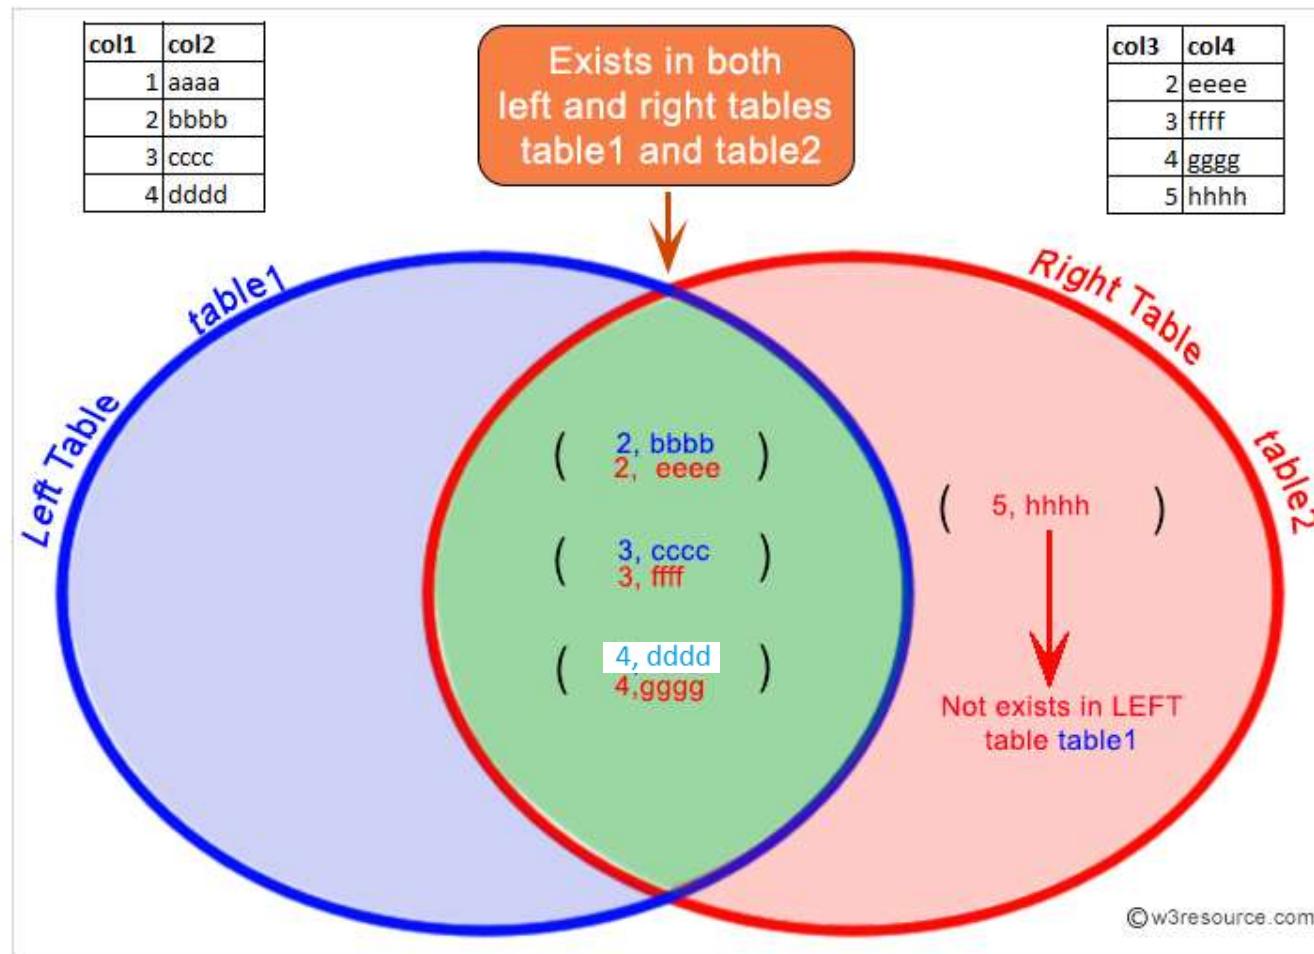 col1 col2
1 aaaa
2 bbbb
3 cccc
4 dddd
Exists in both
left and right tables
table1 and table2
col3 col4
2 eeee
3 ffff
4 gggg
5 hhhh
Left Table
table1
Right Table
table2
( 2, bbbb )
2, eeee
( 3, cccc )
3, ffff
( 4, dddd )
4,gggg
( 5, hhhh )
Not exists in LEFT
table table1
©w3resource.com